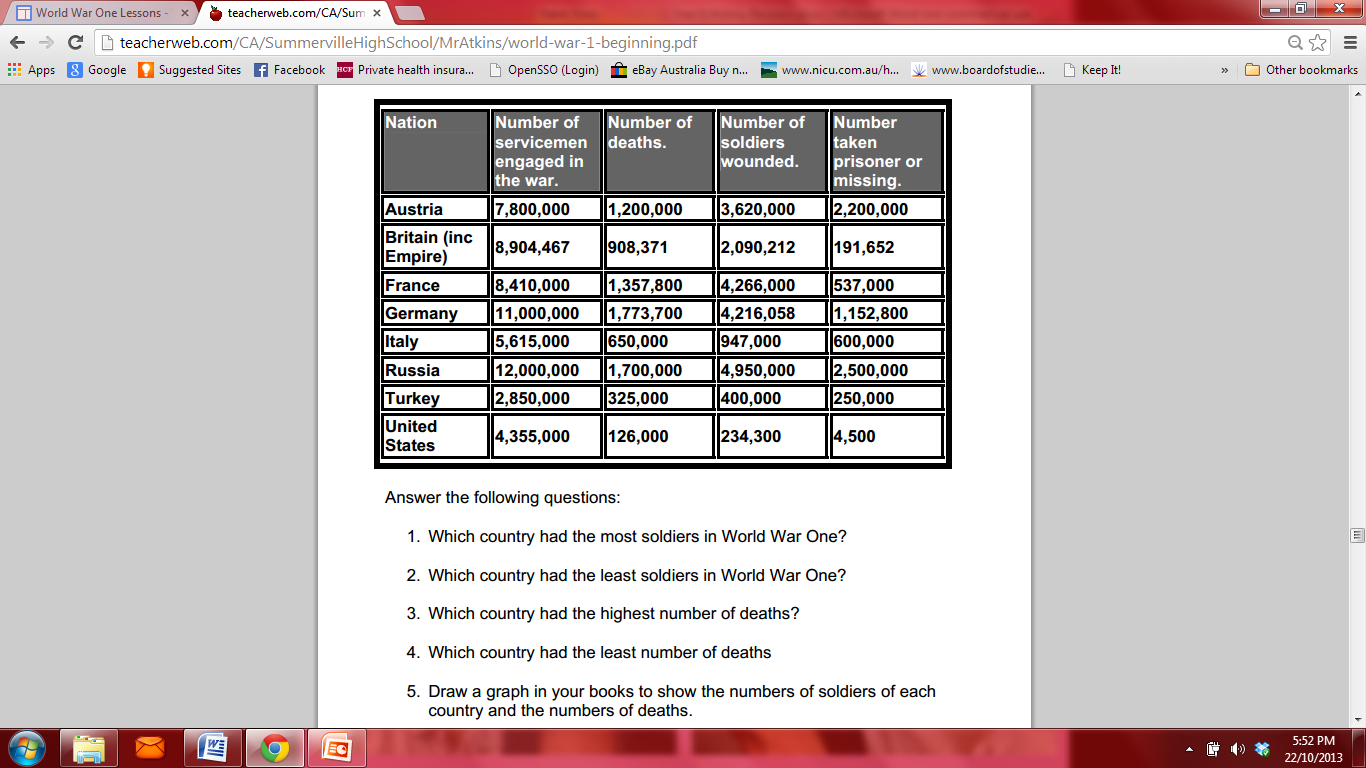 World War One Lessons -
teacherweb.com/CA/Sum
teacherweb.com/CA/SummervilleHighSchool/MrAtkins/world-war-1-beginning.pdf
Apps Google Suggested Sites Facebook HCF Private health insura... OpenSSO (Login) eBay Australia Buy n... www.nicu.com.au/h... www.boardofstudie... Keep It! » Other bookmarks
Nation Number of servicemen engaged in the war. Number of deaths. Number of soldiers wounded. Number taken prisoner or missing.
Austria 7,800,000 1,200,000 3,620,000 2,200,000
Britain (inc Empire) 8,904,467 908,371 2,090,212 191,652
France 8,410,000 1,357,800 4,266,000 537,000
Germany 11,000,000 1,773,700 4,216,058 1,152,800
Italy 5,615,000 650,000 947,000 600,000
Russia 12,000,000 1,700,000 4,950,000 2,500,000
Turkey 2,850,000 325,000 400,000 250,000
United States 4,355,000 126,000 234,300 4,500
Answer the following questions:
1. Which country had the most soldiers in World War One?
2. Which country had the least soldiers in World War One?
3. Which country had the highest number of deaths?
4. Which country had the least number of deaths
5. Draw a graph in your books to show the numbers of soldiers of each
country and the numbers of deaths.
5:52 PM
22/10/2013